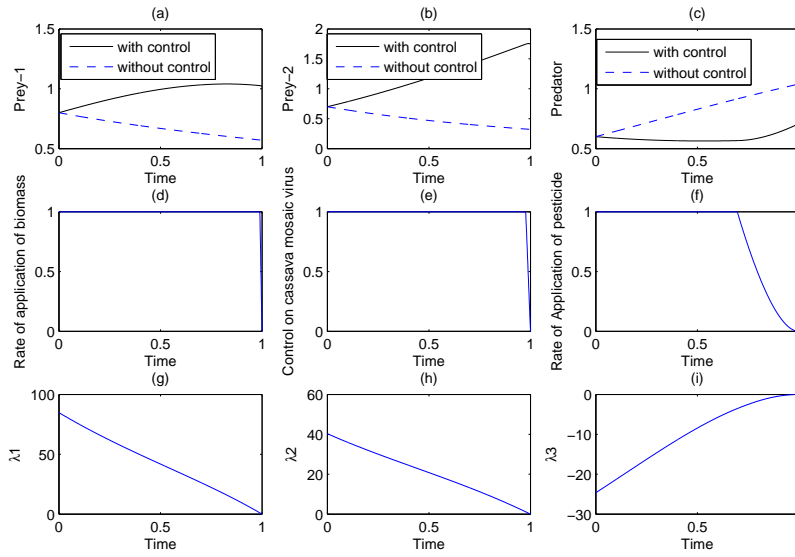 (a)
1.5
1
0.5
Prey−1
with control
without control
0
0.5
1
Time
(b)
2
1.5
1
0.5
0
Prey−2
with control
without control
0
0.5
1
Time
(c)
1.5
1
0.5
Predator
with control
without control
0
0.5
Time
(d)
1
0.5
0
Rate of application of biomass
0
0.5
1
Time
(e)
1
0.5
0
Control on cassava mosaic virus
0
0.5
1
Time
(f)
1
0.5
0
Rate of Application of pesticide
0
0.5
Time
(g)
100
50
0
λ1
0
0.5
1
Time
(h)
60
40
20
0
λ2
0
0.5
1
Time
(i)
0
−10
−20
−30
λ3
0
0.5
Time